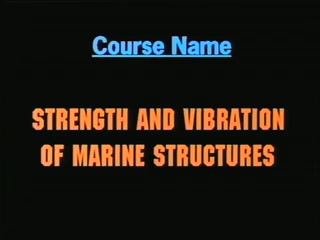 Course Name
STRENGTH AND VIBRATION
OF MARINE STRUCTURES